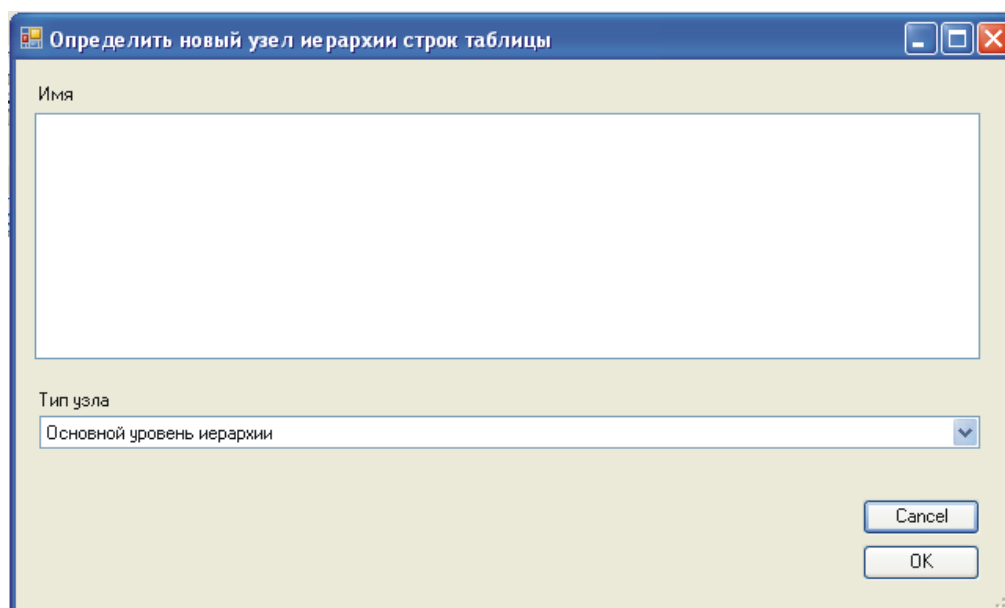 Определить новый узел иерархии строк таблицы
Имя
Тип узла
Основной уровень иерархии
Cancel
OK